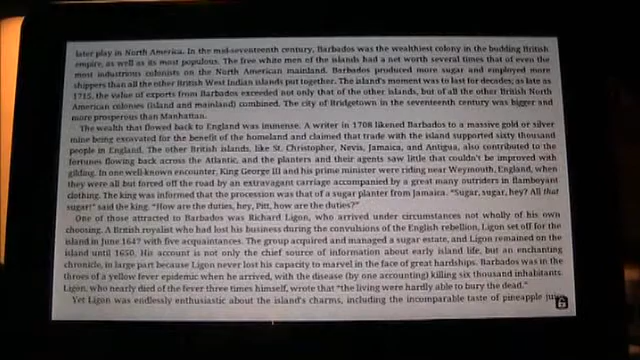 later play in North America. In the mid-seventeenth century, Barbados was the wealthiest colony in the budding British
empire, as well as its most populous. The free white men of the islands had a net worth several times that of even the
most industrious colonists on the North American mainland. Barbados produced more sugar and employed more
shippers than all the other British West Indian islands put together. The island's moment was to last for decades; as late as
1715, the value of exports from Barbados exceeded not only that of the other islands, but of all the other British North
American colonies (island and mainland) combined. The city of Bridgetown in the seventeenth century was bigger and
more prosperous than Manhattan.
The wealth that flowed back to England was immense. A writer in 1708 likened Barbados to a massive gold or silver
mine being excavated for the benefit of the homeland and claimed that trade with the island supported sixty thousand
people in England. The other British islands, like St. Christopher, Nevis, Jamaica, and Antigua, also contributed to the
fortunes flowing back across the Atlantic, and the planters and their agents saw little that couldn't be improved with
gilding. In one well-known encounter, King George III and his prime minister were riding near Weymouth, England, when
they were all but forced off the road by an extravagant carriage accompanied by a great many outriders in flamboyant
clothing. The king was informed that the procession was that of a sugar planter from Jamaica. "Sugar, sugar, hey? All that
sugar!" said the king. "How are the duties, hey, Pitt, how are the duties?"
One of those attracted to Barbados was Richard Ligon, who arrived under circumstances not wholly of his own
choosing. A British royalist who had lost his business during the convulsions of the English rebellion, Ligon set off for the
island in June 1647 with five acquaintances. The group acquired and managed a sugar estate, and Ligon remained on the
island until 1650. His account is not only the chief source of information about early island life, but an enchanting
chronicle, in large part because Ligon never lost his capacity to marvel in the face of great hardships. Barbados was in the
throes of a yellow fever epidemic when he arrived, with the disease (by one accounting) killing six thousand inhabitants.
Ligon, who nearly died of the fever three times himself, wrote that "the living were hardly able to bury the dead."
Yet Ligon was endlessly enthusiastic about the island's charms, including the incomparable taste of pineapple